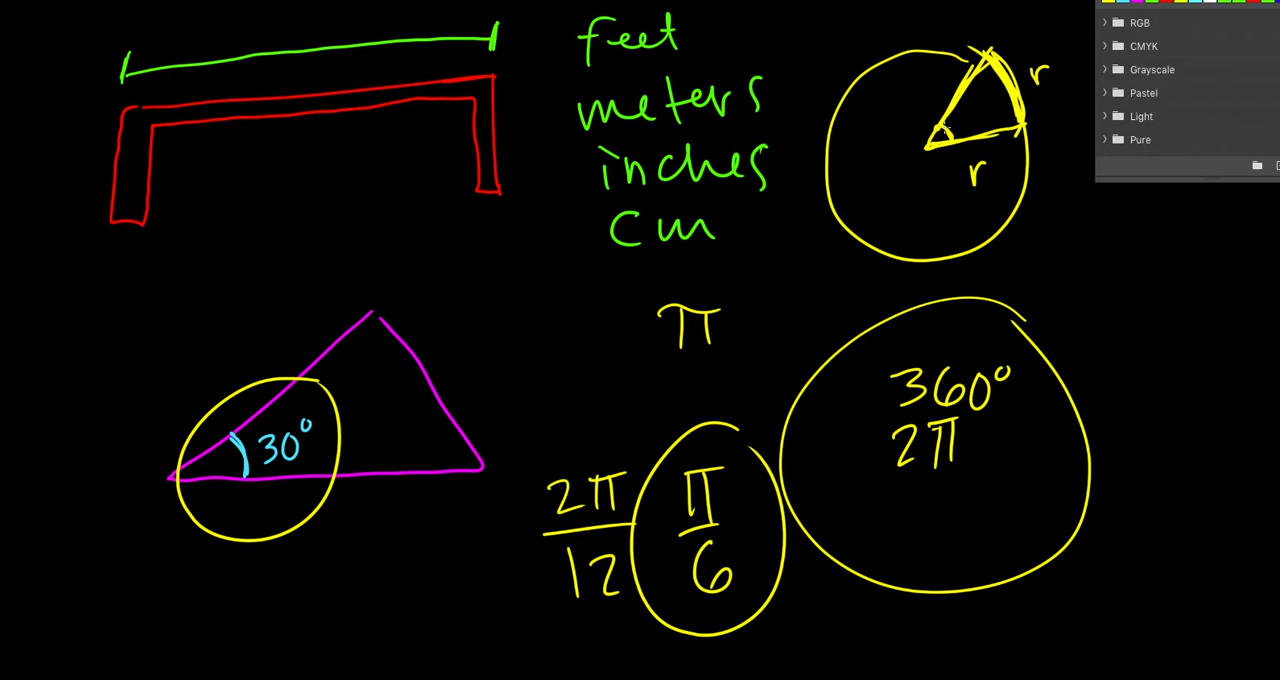 feet
meters
inches
cm
r
r
π
30°
360°
2π
2π/12
π/6
RGB
CMYK
Grayscale
Pastel
Light
Pure